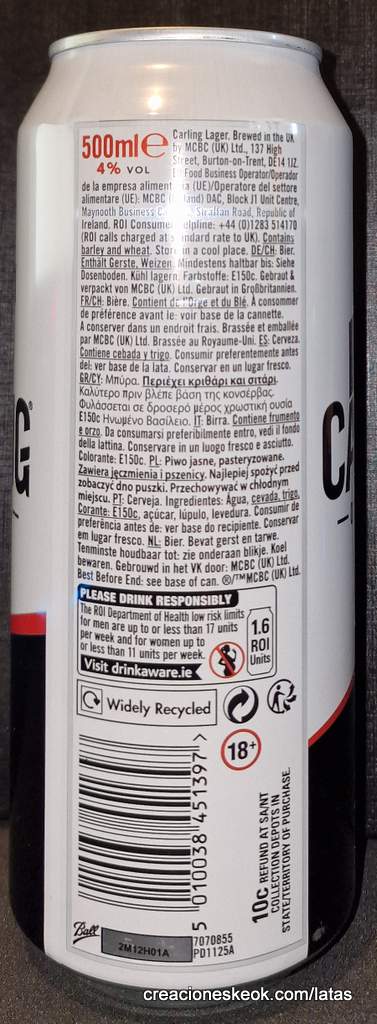 500ml℮
4% VOL
Carling Lager. Brewed in the UK
by MCBC (UK) Ltd., 137 High
Street, Burton-on-Trent, DE14 1JZ.
Food Business Operator/Operador
de la empresa alimentaria (UE)/Operatore del settore
alimentare (UE): MCBC DAC, Block J1 Unit Centre,
Maynooth Business Straffan Road, Republic of
Ireland. ROI Consumer Helpline: +44 (0)1283 514170
(ROI calls charged at standard rate to UK). Contains
barley and wheat. Store in a cool place. DE/CH: Bier.
Enthält Gerste, Weizen. Mindestens haltbar bis: Siehe
Dosenboden. Kühl lagern. Farbstoffe: E150c. Gebraut &
verpackt von MCBC (UK) Ltd. Gebraut in Großbritannien.
FR/CH: Bière. Contient de l'Orge et du Blé. À consommer
de préférence avant le: voir base de la cannette.
A conserver dans un endroit frais. Brassée et emballée
par MCBC (UK) Ltd. Brassée au Royaume-Uni. ES: Cerveza.
Contiene cebada y trigo. Consumir preferentemente antes
del: ver base de la lata. Conservar en un lugar fresco.
GR/CY: Μπύρα. Περιέχει κριθάρι και σιτάρι.
Καλύτερο πριν βλέπε βάση της κονσέρβας.
Φυλάσσεται σε δροσερό μέρος χρωστική ουσία
E150c Ηνωμένο Βασίλειο. IT: Birra. Contiene frumento
e orzo. Da consumarsi preferibilmente entro, vedi il fondo
della lattina. Conservare in un luogo fresco e asciutto.
Colorante: E150c. PL: Piwo jasne, pasteryzowane.
Zawiera jęczmienia i pszenicy. Najlepiej spożyć przed
zobaczyć dno puszki. Przechowywać w chłodnym
miejscu. PT: Cerveja. Ingredientes: Água, cevada, trigo,
Corante: E150c, açúcar, lúpulo, levedura. Consumir de
preferência antes de: ver base do recipiente. Conservar
em lugar fresco. NL: Bier. Bevat gerst en tarwe.
Tenminste houdbaar tot: zie onderaan blikje. Koel
bewaren. Gebrouwd in het VK door: MCBC (UK) Ltd.
Best Before End: see base of can. ®/™MCBC (UK) Ltd.
PLEASE DRINK RESPONSIBLY
The ROI Department of Health low risk limits
for men are up to or less than 17 units
per week and for women up to
or less than 11 units per week.
Visit drinkaware.ie
1.6
ROI
Units
Widely Recycled
18+
5 010038 451397 >
10c REFUND AT SA/NT
COLLECTION DEPOTS IN
STATE/TERRITORY OF PURCHASE.
Ball
2M12H01A
7070855
PD1125A
G®
CA
creacioneskeok.com/latas